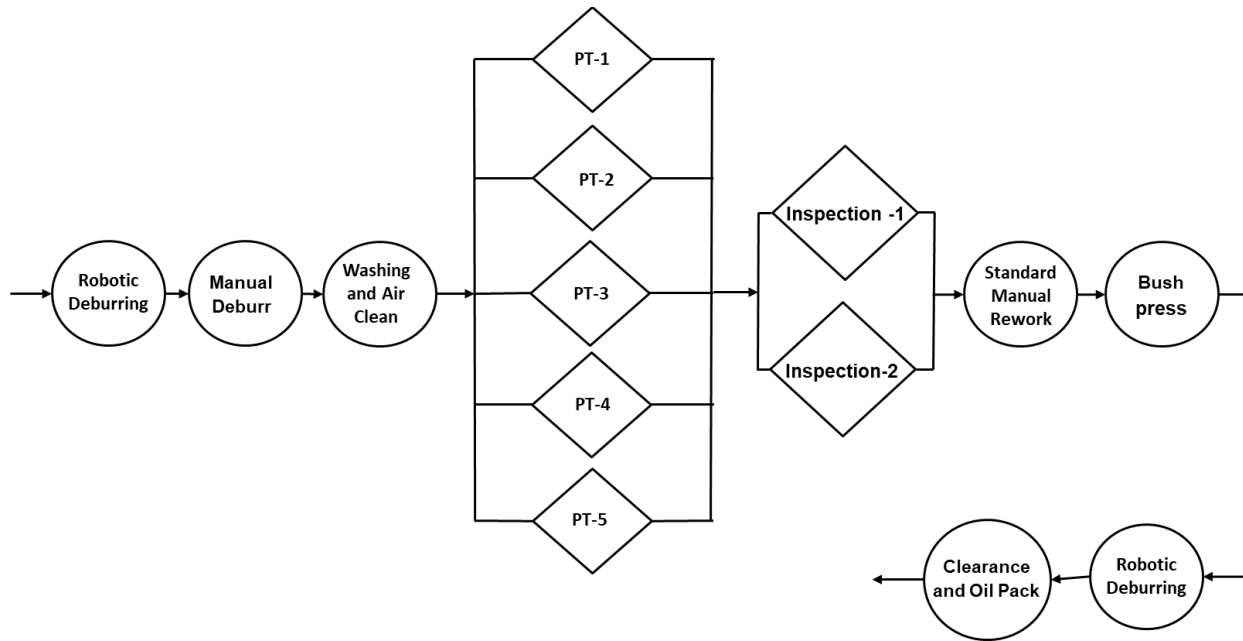 Robotic
Deburring
Manual
Deburr
Washing
and Air
Clean
PT-1
PT-2
PT-3
PT-4
PT-5
Inspection -1
Inspection-2
Standard
Manual
Rework
Bush
press
Robotic
Deburring
Clearance
and Oil Pack